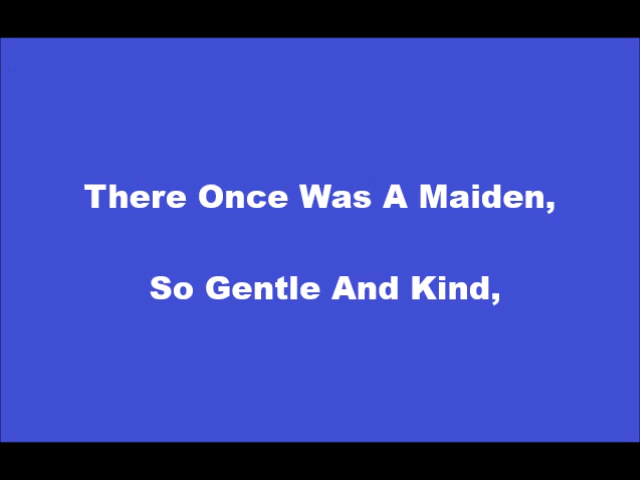 There Once Was A Maiden,
So Gentle And Kind,